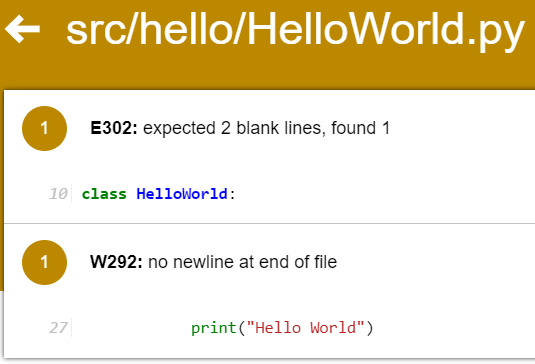 src/hello/HelloWorld.py
1 E302: expected 2 blank lines, found 1
10 class HelloWorld:
1 W292: no newline at end of file
27 print("Hello World")